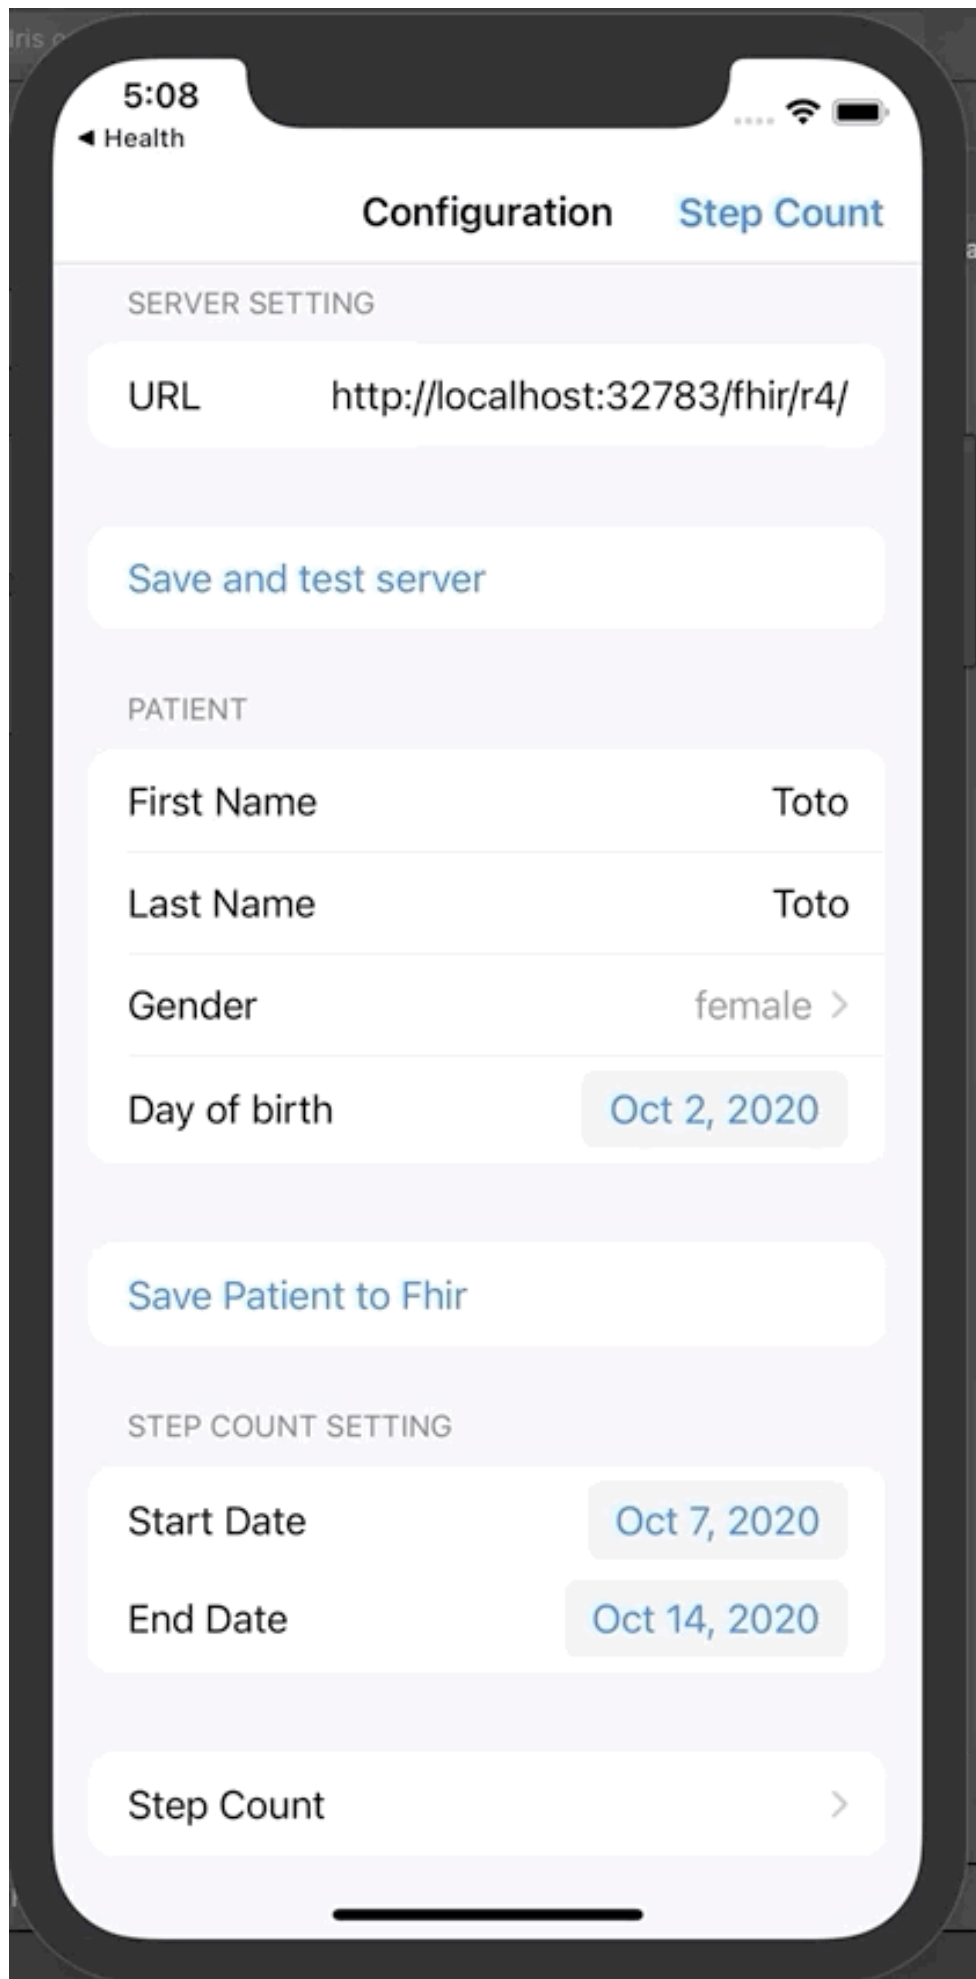 Iris
5:08
◀ Health
Configuration
Step Count
SERVER SETTING
URL http://localhost:32783/fhir/r4/
Save and test server
PATIENT
First Name Toto
Last Name Toto
Gender female
Day of birth Oct 2, 2020
Save Patient to Fhir
STEP COUNT SETTING
Start Date Oct 7, 2020
End Date Oct 14, 2020
Step Count